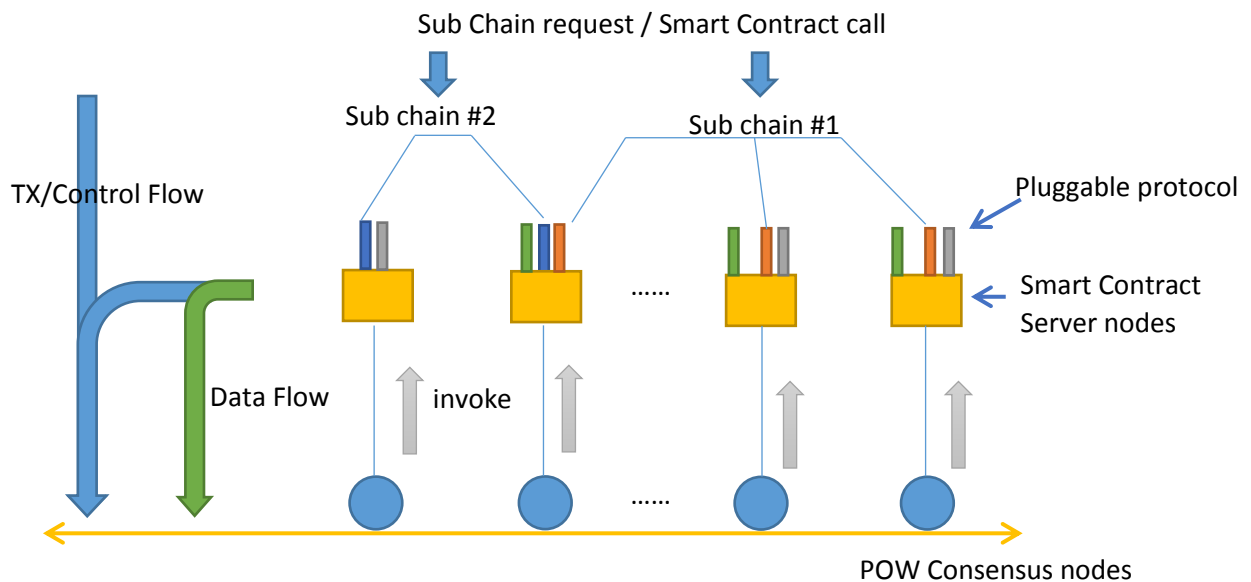 Sub Chain request / Smart Contract call
Sub chain #2
Sub chain #1
TX/Control Flow
Pluggable protocol
......
Smart Contract
Server nodes
Data Flow
invoke
......
POW Consensus nodes